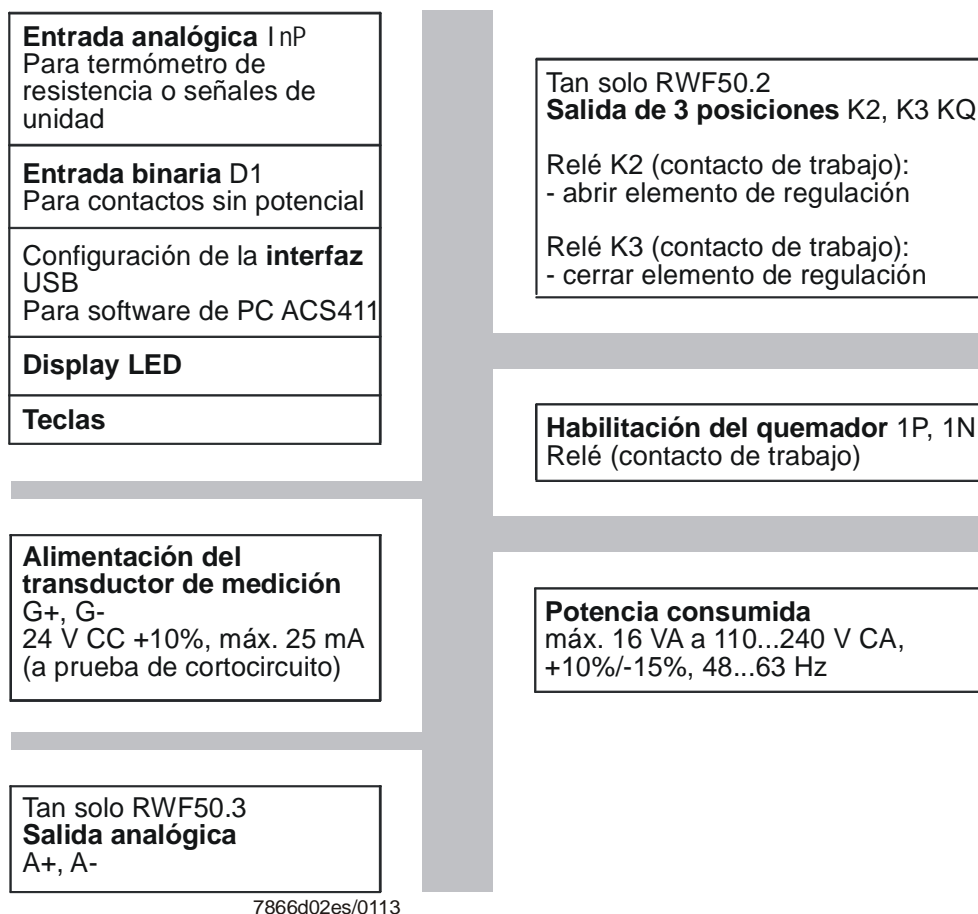 Entrada analógica InP
Para termómetro de
resistencia o señales de
unidad
Entrada binaria D1
Para contactos sin potencial
Configuración de la interfaz
USB
Para software de PC ACS411
Display LED
Teclas
Alimentación del
transductor de medición
G+, G-
24 V CC +10%, máx. 25 mA
(a prueba de cortocircuito)
Tan solo RWF50.3
Salida analógica
A+, A-
7866d02es/0113
Tan solo RWF50.2
Salida de 3 posiciones K2, K3 KQ
Relé K2 (contacto de trabajo):
- abrir elemento de regulación
Relé K3 (contacto de trabajo):
- cerrar elemento de regulación
Habilitación del quemador 1P, 1N
Relé (contacto de trabajo)
Potencia consumida
máx. 16 VA a 110...240 V CA,
+10%/-15%, 48...63 Hz